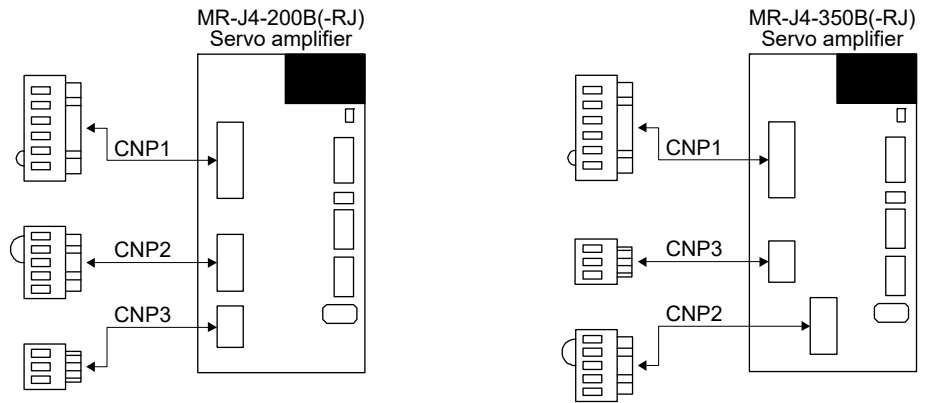 MR-J4-200B(-RJ)
Servo amplifier
CNP1
CNP2
CNP3
MR-J4-350B(-RJ)
Servo amplifier
CNP1
CNP3
CNP2